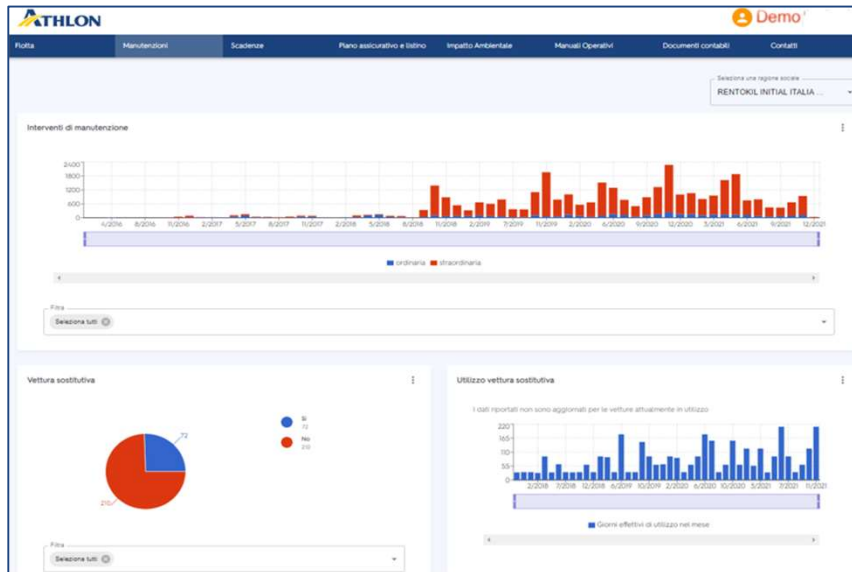 ATHLON
Demo
Flotta Manutenzioni Scadenze Piano assicurativo e listino Impatto Ambientale Manuali Operativi Documenti contabili Contatti
Seleziona una ragione sociale
RENTOKIL INITIAL ITALIA ...
Interventi di manutenzione
2400
1800
1200
600
0
4/2016 8/2016 11/2016 2/2017 5/2017 8/2017 11/2017 2/2018 5/2018 8/2018 11/2018 2/2019 7/2019 11/2019 2/2020 6/2020 9/2020 12/2020 3/2021 6/2021 9/2021 12/2021
ordinaria straordinaria
Filtra
Seleziona tutti
Vettura sostitutiva
72
210
Si
72
No
210
Filtra
Seleziona tutti
Utilizzo vettura sostitutiva
I dati riportati non sono aggiornati per le vetture attualmente in utilizzo
220
165
110
55
0
2/2018 7/2018 12/2018 6/2019 10/2019 2/2020 6/2020 10/2020 3/2021 7/2021 11/2021
Giorni effettivi di utilizzo nel mese